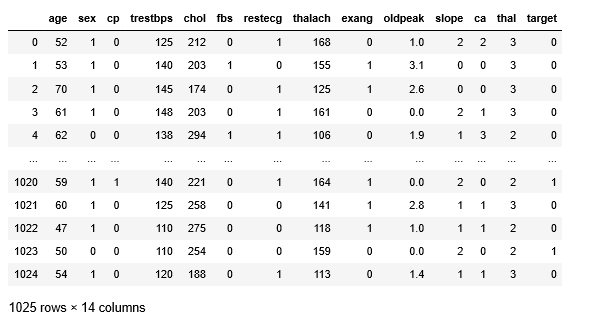 age sex cp trestbps chol fbs restecg thalach exang oldpeak slope ca thal target
0 52 1 0 125 212 0 1 168 0 1.0 2 2 3 0
1 53 1 0 140 203 1 0 155 1 3.1 0 0 3 0
2 70 1 0 145 174 0 1 125 1 2.6 0 0 3 0
3 61 1 0 148 203 0 1 161 0 0.0 2 1 3 0
4 62 0 0 138 294 1 1 106 0 1.9 1 3 2 0
... ... ... ... ... ... ... ... ... ... ... ... ... ... ...
1020 59 1 1 140 221 0 1 164 1 0.0 2 0 2 1
1021 60 1 0 125 258 0 0 141 1 2.8 1 1 3 0
1022 47 1 0 110 275 0 0 118 1 1.0 1 1 2 0
1023 50 0 0 110 254 0 0 159 0 0.0 2 0 2 1
1024 54 1 0 120 188 0 1 113 0 1.4 1 1 3 0
1025 rows × 14 columns